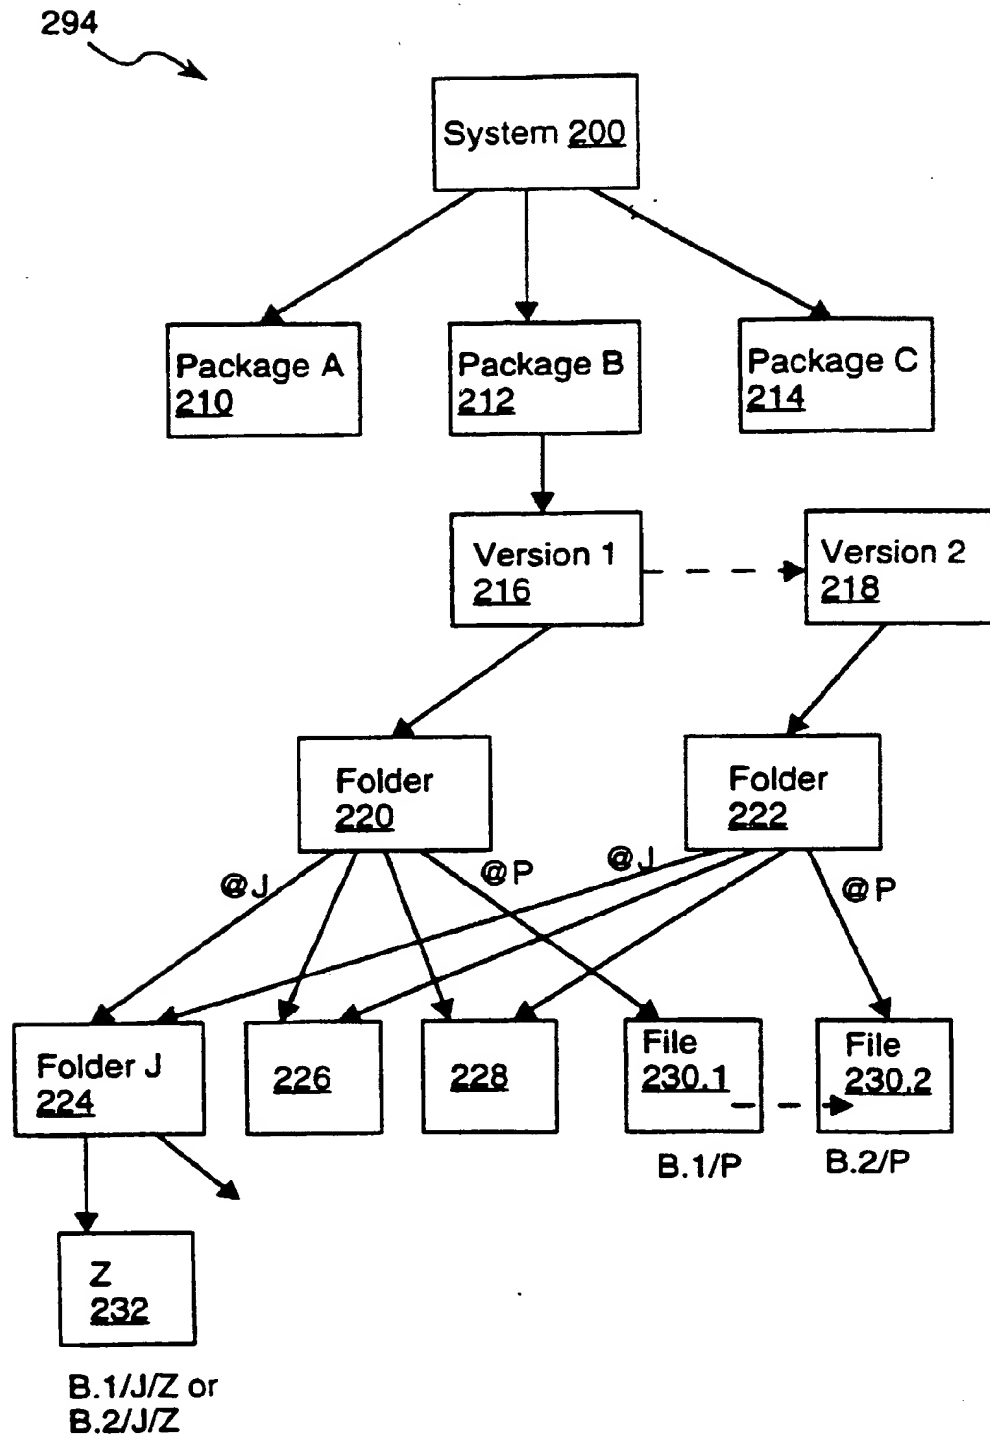 294
System 200
Package A
210
Package B
212
Package C
214
Version 1
216
Version 2
218
Folder
220
Folder
222
@J
@P
@J
@P
Folder J
224
226
228
File
230.1
File
230.2
B.1/P
B.2/P
Z
232
B.1/J/Z or
B.2/J/Z